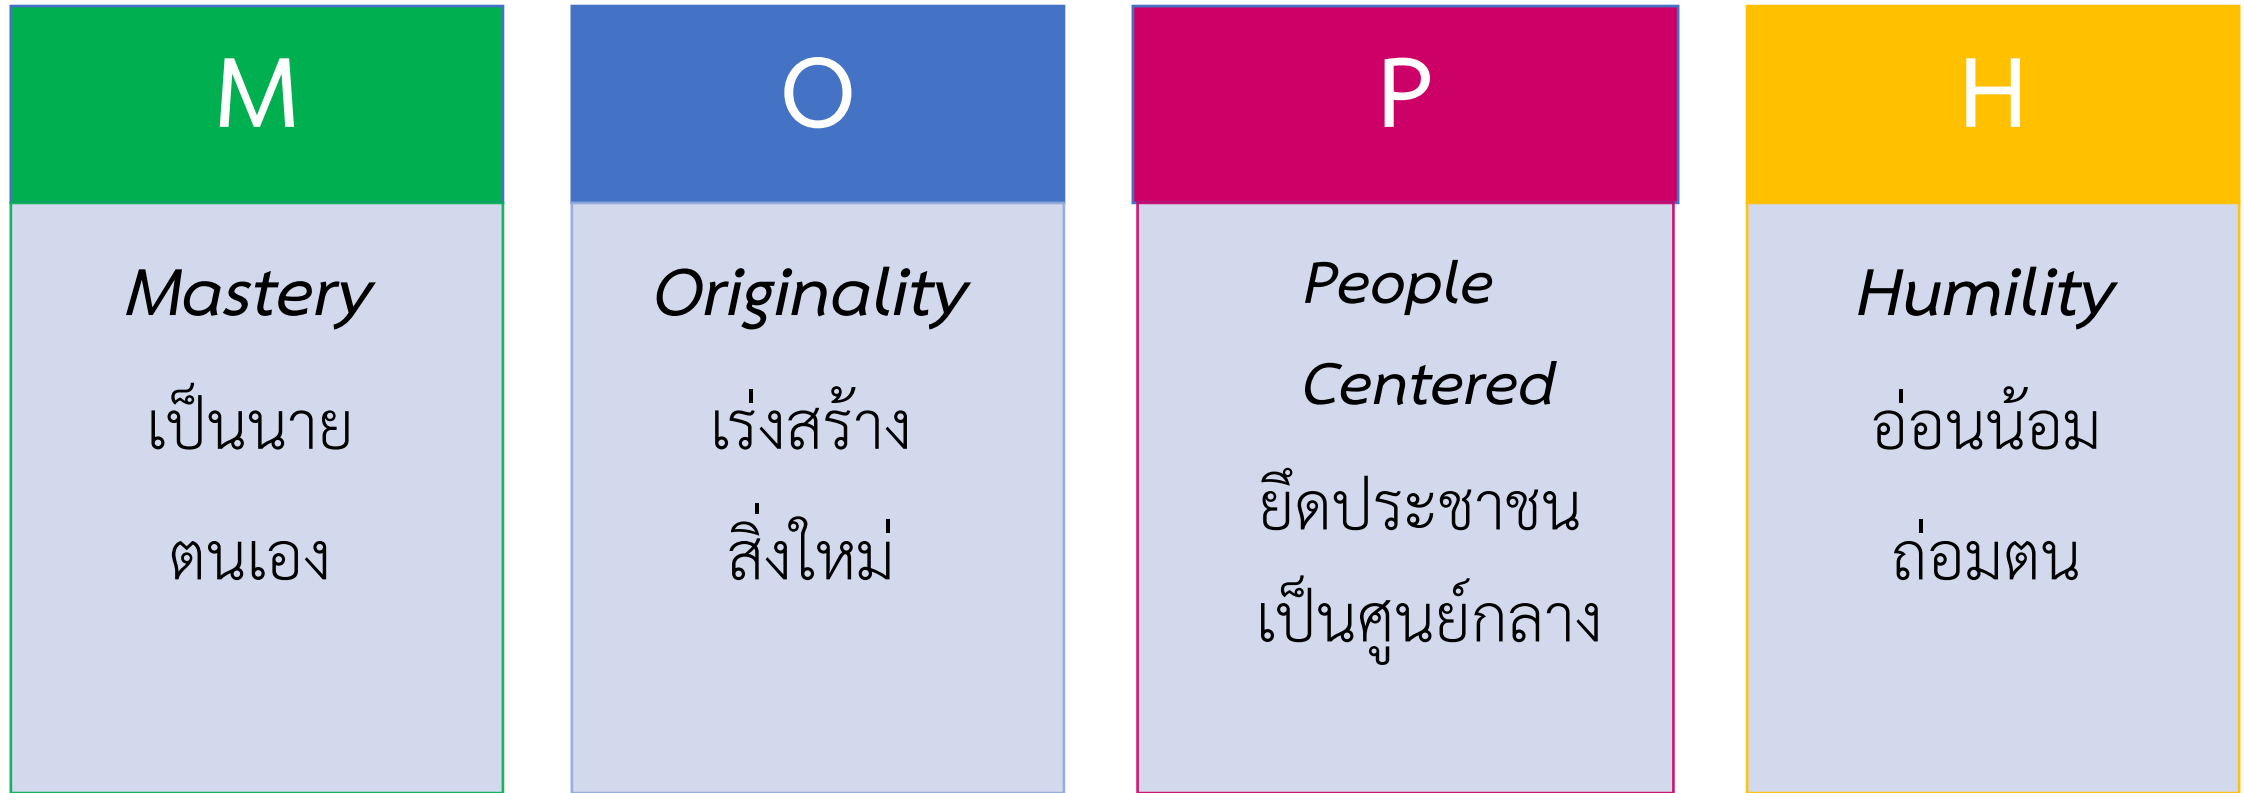 M
Mastery
เป็นนาย
ตนเอง
O
Originality
เร่งสร้าง
สิ่งใหม่
P
People
Centered
ยึดประชาชน
เป็นศูนย์กลาง
H
Humility
อ่อนน้อม
ถ่อมตน